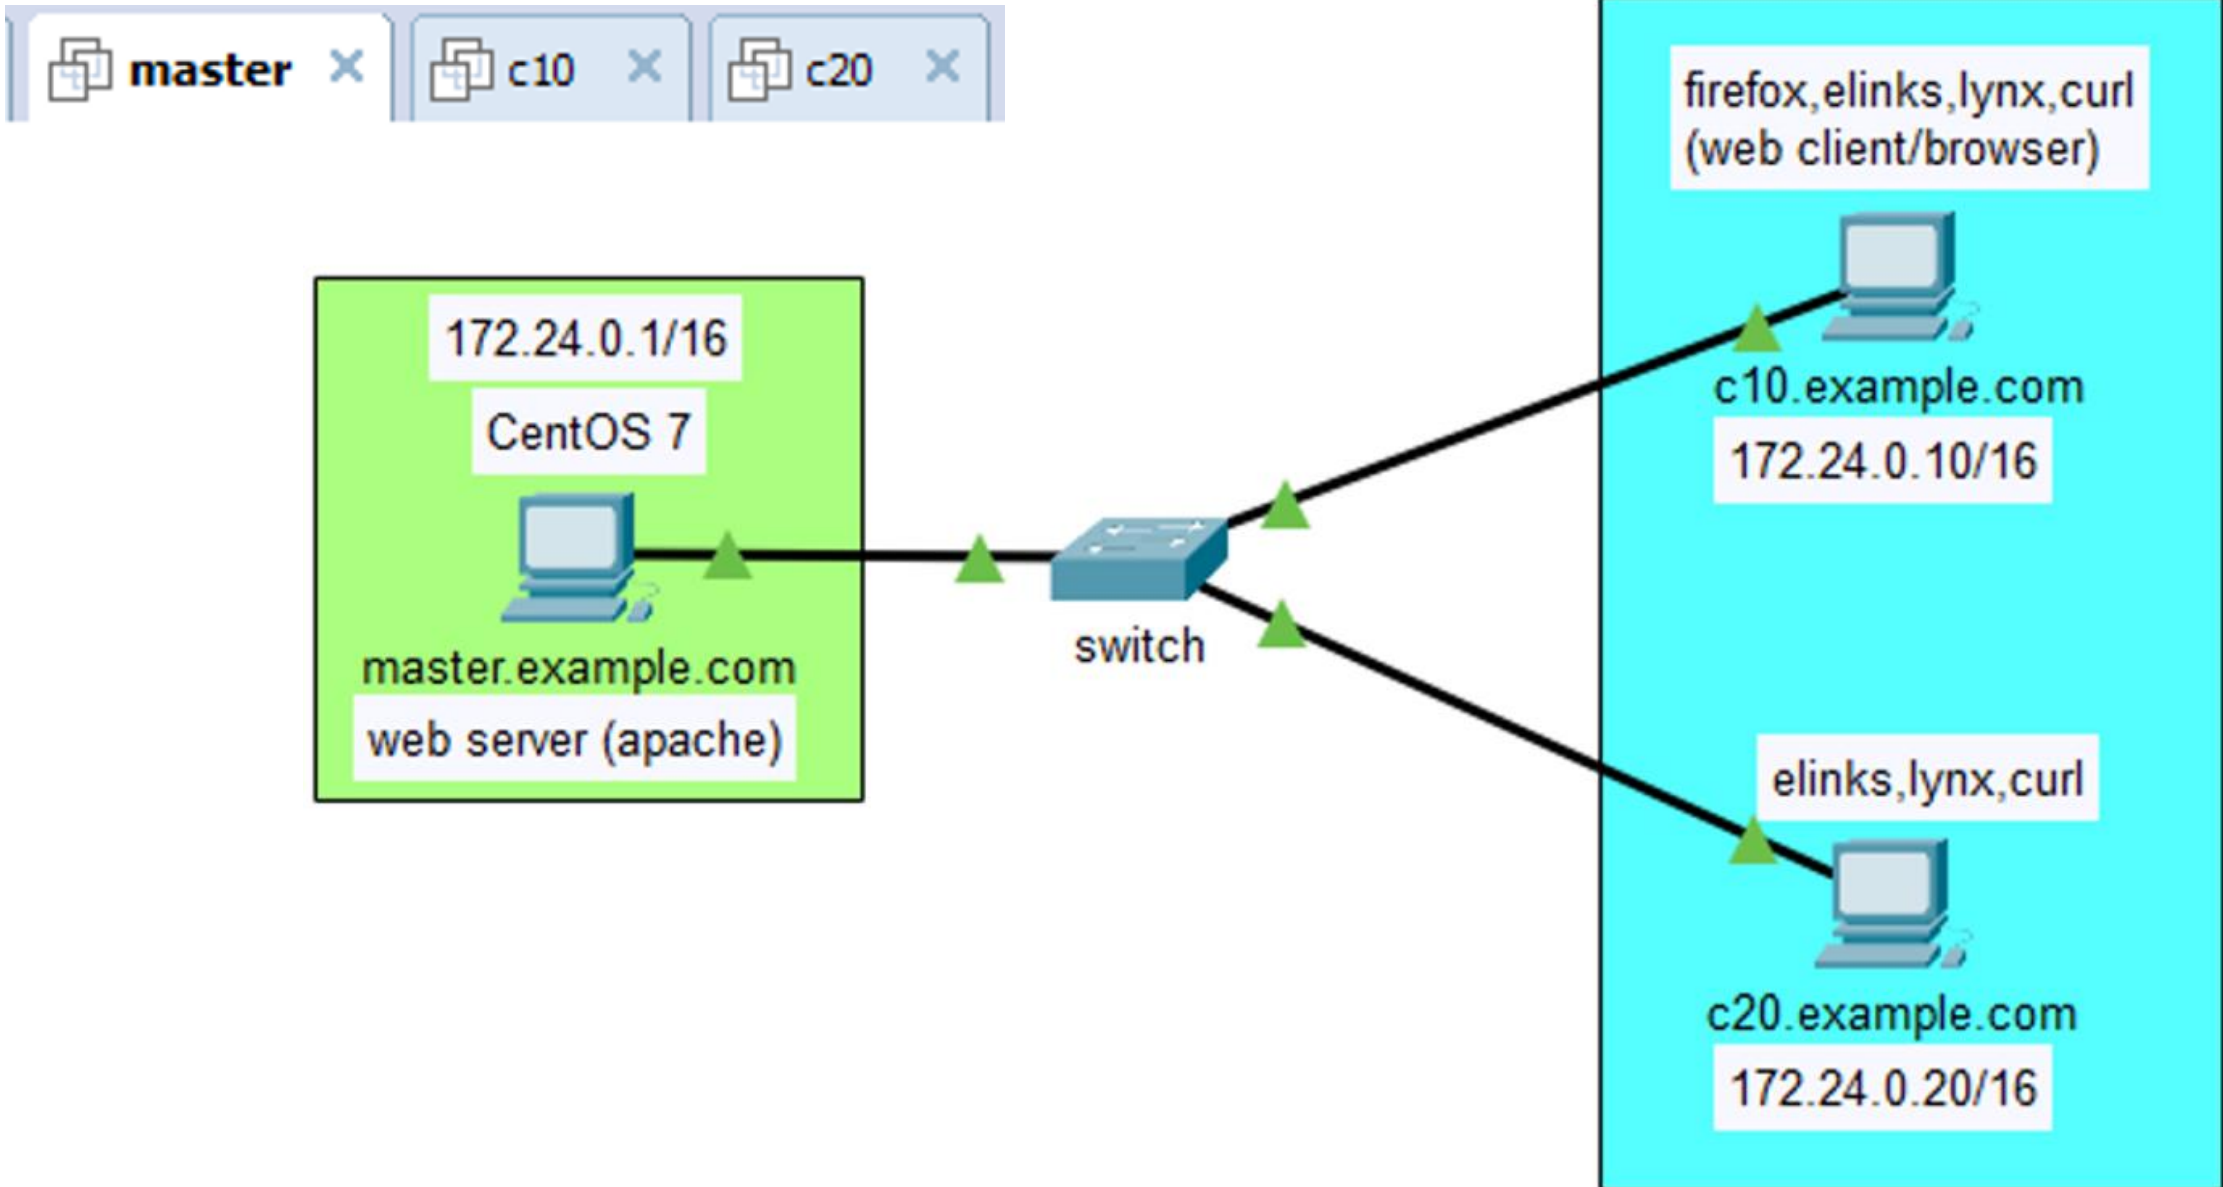 master
c10
c20
firefox,elinks,lynx,curl
(web client/browser)
172.24.0.1/16
CentOS 7
master.example.com
web server (apache)
switch
c10.example.com
172.24.0.10/16
elinks,lynx,curl
c20.example.com
172.24.0.20/16